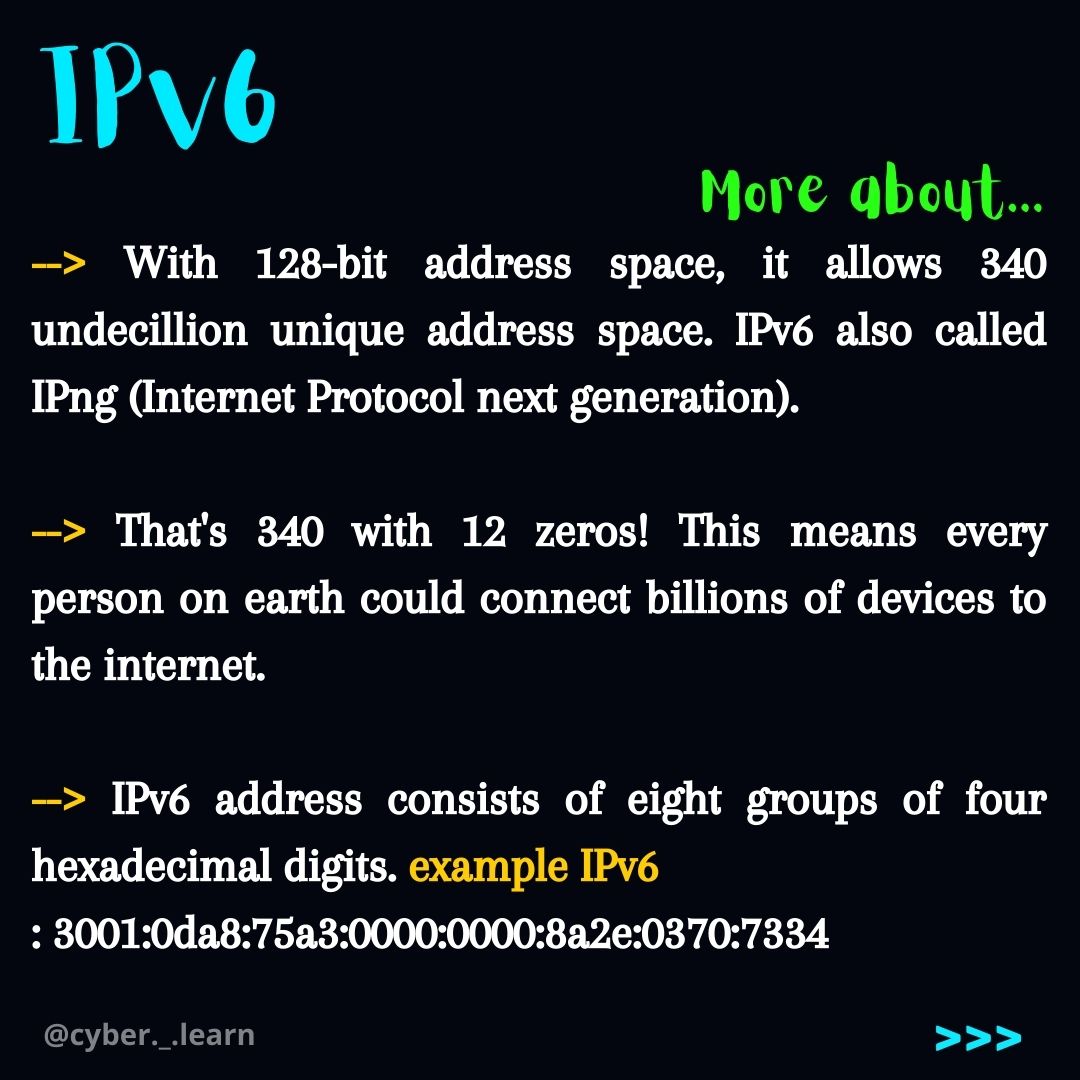 IPv6
More about...
--> With 128-bit address space, it allows 340
undecillion unique address space. IPv6 also called
IPng (Internet Protocol next generation).
--> That's 340 with 12 zeros! This means every
person on earth could connect billions of devices to
the internet.
--> IPv6 address consists of eight groups of four
hexadecimal digits. example IPv6
: 3001:0da8:75a3:0000:0000:8a2e:0370:7334
@cyber._.learn
>>>